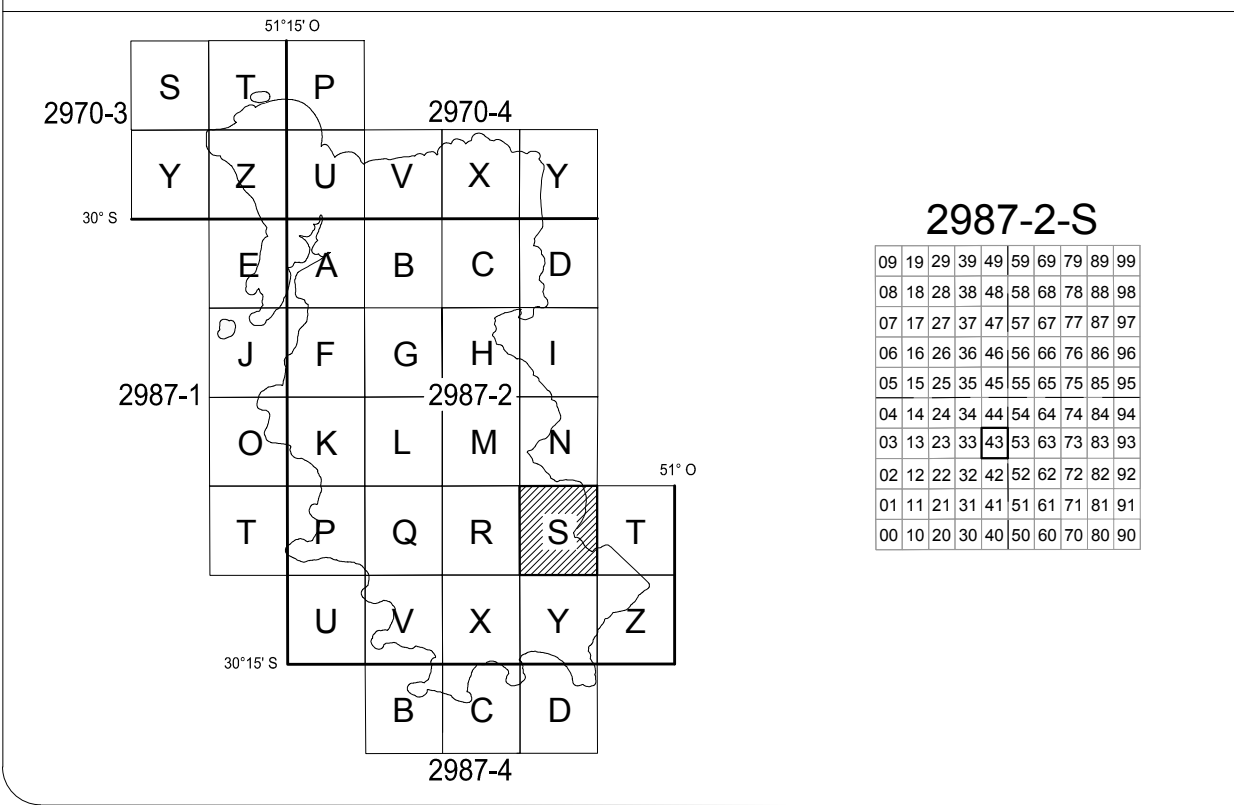 51°15' O
S T P
2970-3 2970-4
Y Z U V X Y
30° S
E A B C D
J F G H I
2987-1 2987-2
O K L M N
51° O
T P Q R S T
U V X Y Z
30°15' S
B C D
2987-4
2987-2-S
09 19 29 39 49 59 69 79 89 99
08 18 28 38 48 58 68 78 88 98
07 17 27 37 47 57 67 77 87 97
06 16 26 36 46 56 66 76 86 96
05 15 25 35 45 55 65 75 85 95
04 14 24 34 44 54 64 74 84 94
03 13 23 33 43 53 63 73 83 93
02 12 22 32 42 52 62 72 82 92
01 11 21 31 41 51 61 71 81 91
00 10 20 30 40 50 60 70 80 90